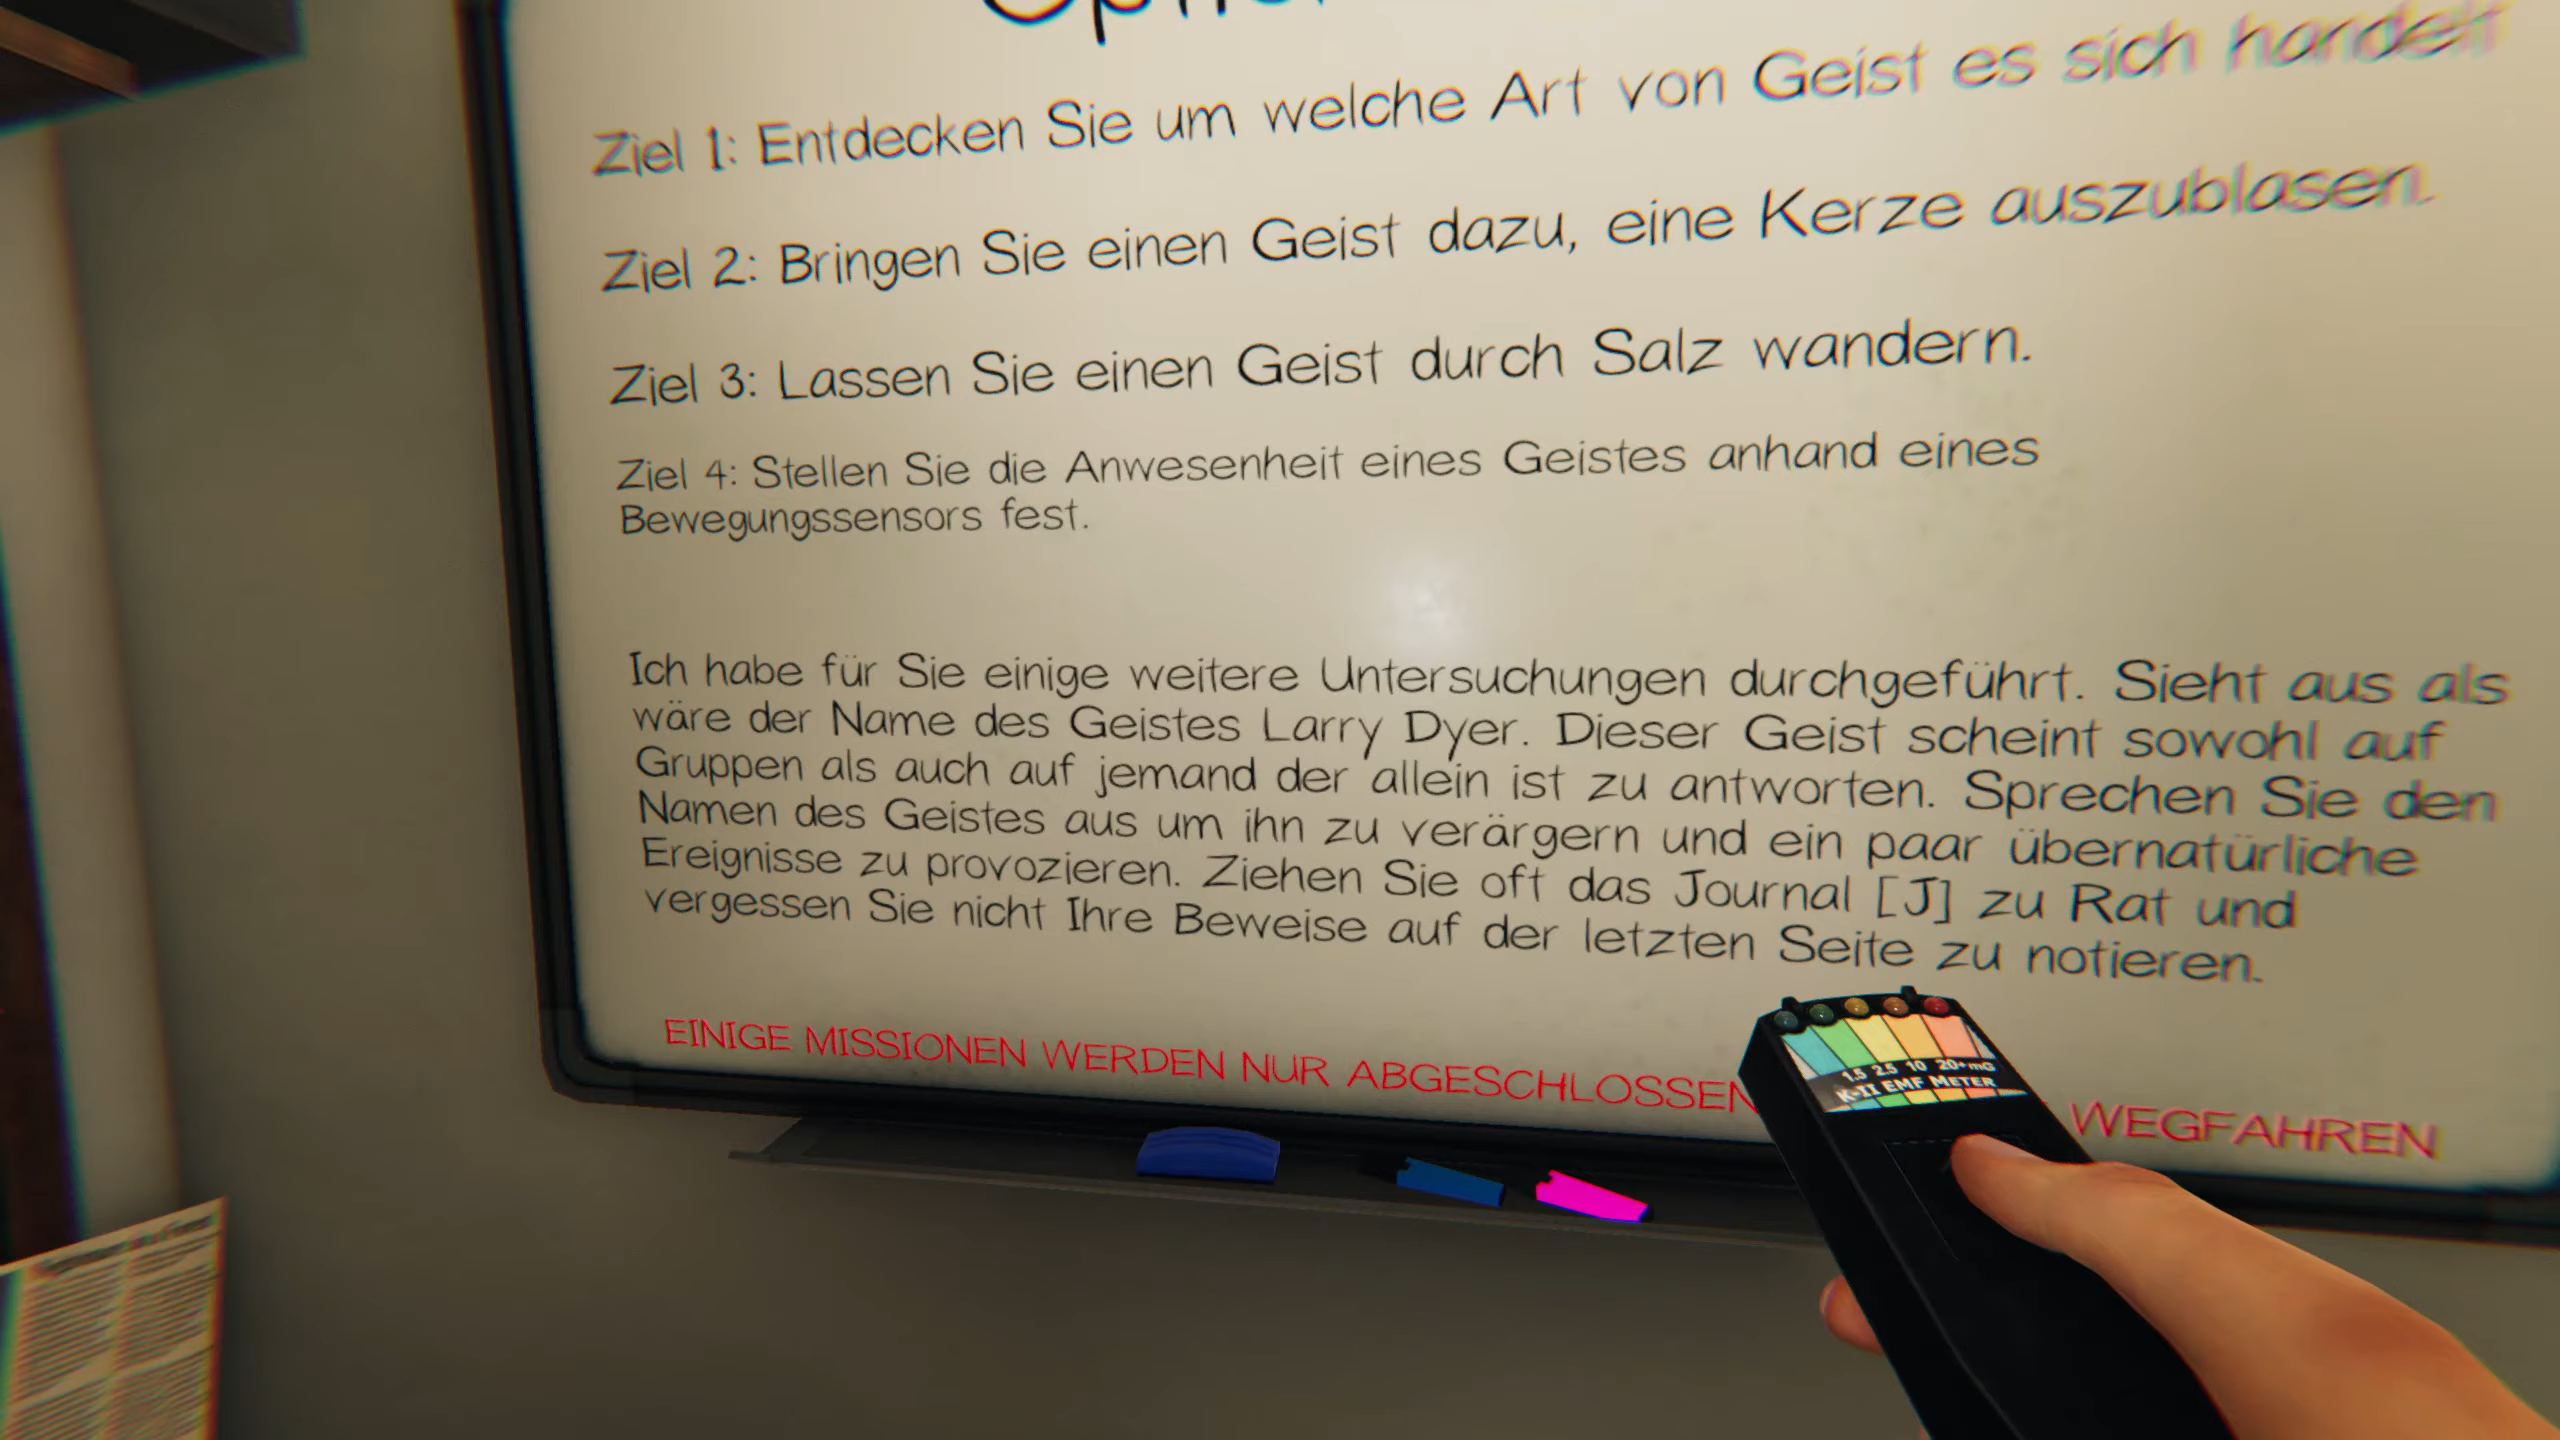 Ziel 1: Entdecken Sie um welche Art von Geist es sich handelt
Ziel 2: Bringen Sie einen Geist dazu, eine Kerze auszublasen.
Ziel 3: Lassen Sie einen Geist durch Salz wandern.
Ziel 4: Stellen Sie die Anwesenheit eines Geistes anhand eines
Bewegungssensors fest.
Ich habe für Sie einige weitere Untersuchungen durchgeführt. Sieht aus als
wäre der Name des Geistes Larry Dyer. Dieser Geist scheint sowohl auf
Gruppen als auch auf jemand der allein ist zu antworten. Sprechen Sie den
Namen des Geistes aus um ihn zu verärgern und ein paar übernatürliche
Ereignisse zu provozieren. Ziehen Sie oft das Journal [J] zu Rat und
vergessen Sie nicht Ihre Beweise auf der letzten Seite zu notieren.
EINIGE MISSIONEN WERDEN NUR ABGESCHLOSSEN WEGFAHREN
1.5 2.5 10 20+ mG
K-II EMF METER